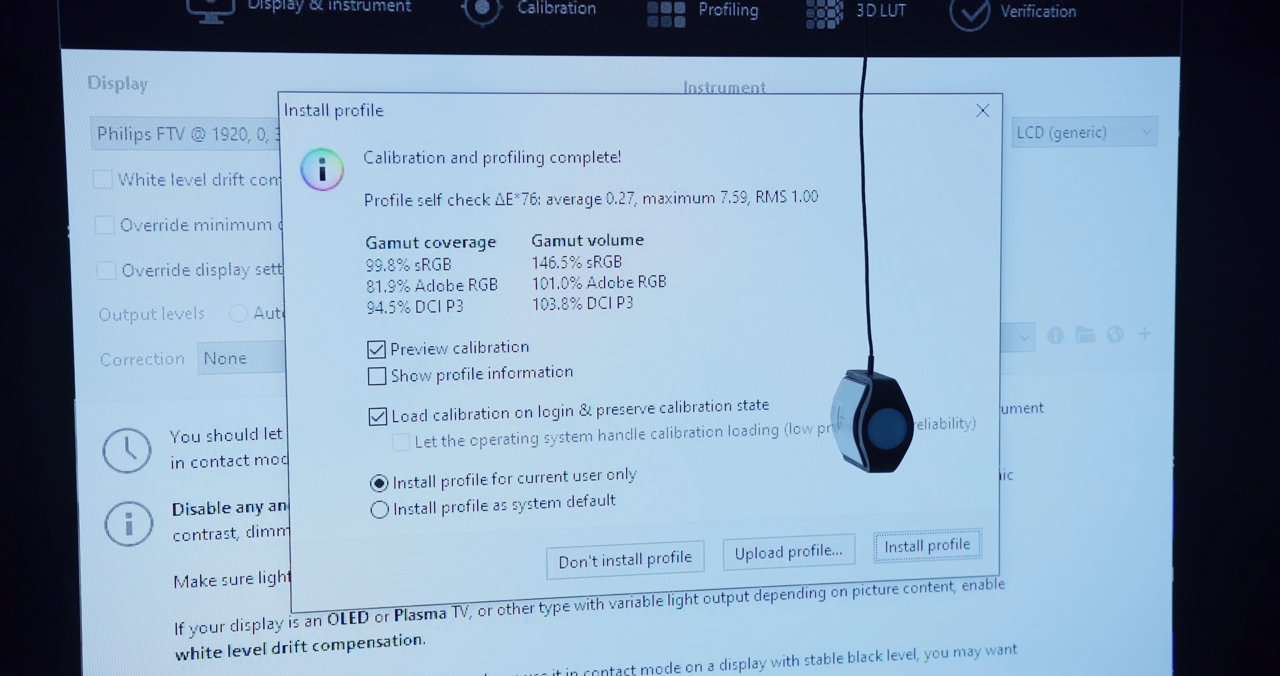 Display & instrument
Calibration
Profiling
3D LUT
Verification
Display
Instrument
Philips FTV @ 1920, 0,
LCD (generic)
White level drift com
Override minimum
Override display sett
Output levels
Auto
Correction
None
Install profile
Calibration and profiling complete!
Profile self check ΔE*76: average 0.27, maximum 7.59, RMS 1.00
Gamut coverage
99.8% sRGB
81.9% Adobe RGB
94.5% DCI P3
Gamut volume
146.5% sRGB
101.0% Adobe RGB
103.8% DCI P3
Preview calibration
Show profile information
Load calibration on login & preserve calibration state
Let the operating system handle calibration loading (low pr reliability)
Install profile for current user only
Install profile as system default
Don't install profile
Upload profile...
Install profile
You should let
in contact mod
ument
Disable any an
ic
contrast, dimm
Make sure light
If your display is an OLED or Plasma TV, or other type with variable light output depending on picture content, enable
white level drift compensation.
use it in contact mode on a display with stable black level, you may want